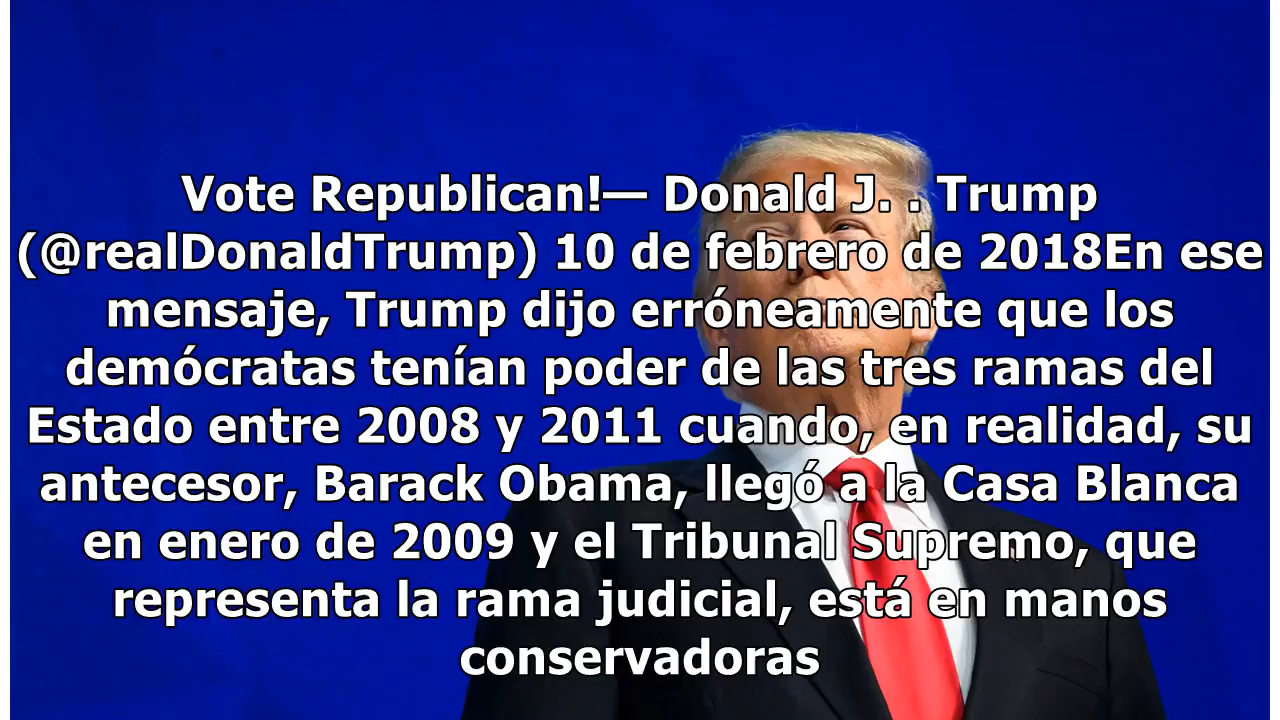 Vote Republican!— Donald J. . Trump
(@realDonaldTrump) 10 de febrero de 2018En ese
mensaje, Trump dijo erróneamente que los
demócratas tenían poder de las tres ramas del
Estado entre 2008 y 2011 cuando, en realidad, su
antecesor, Barack Obama, llegó a la Casa Blanca
en enero de 2009 y el Tribunal Supremo, que
representa la rama judicial, está en manos
conservadoras